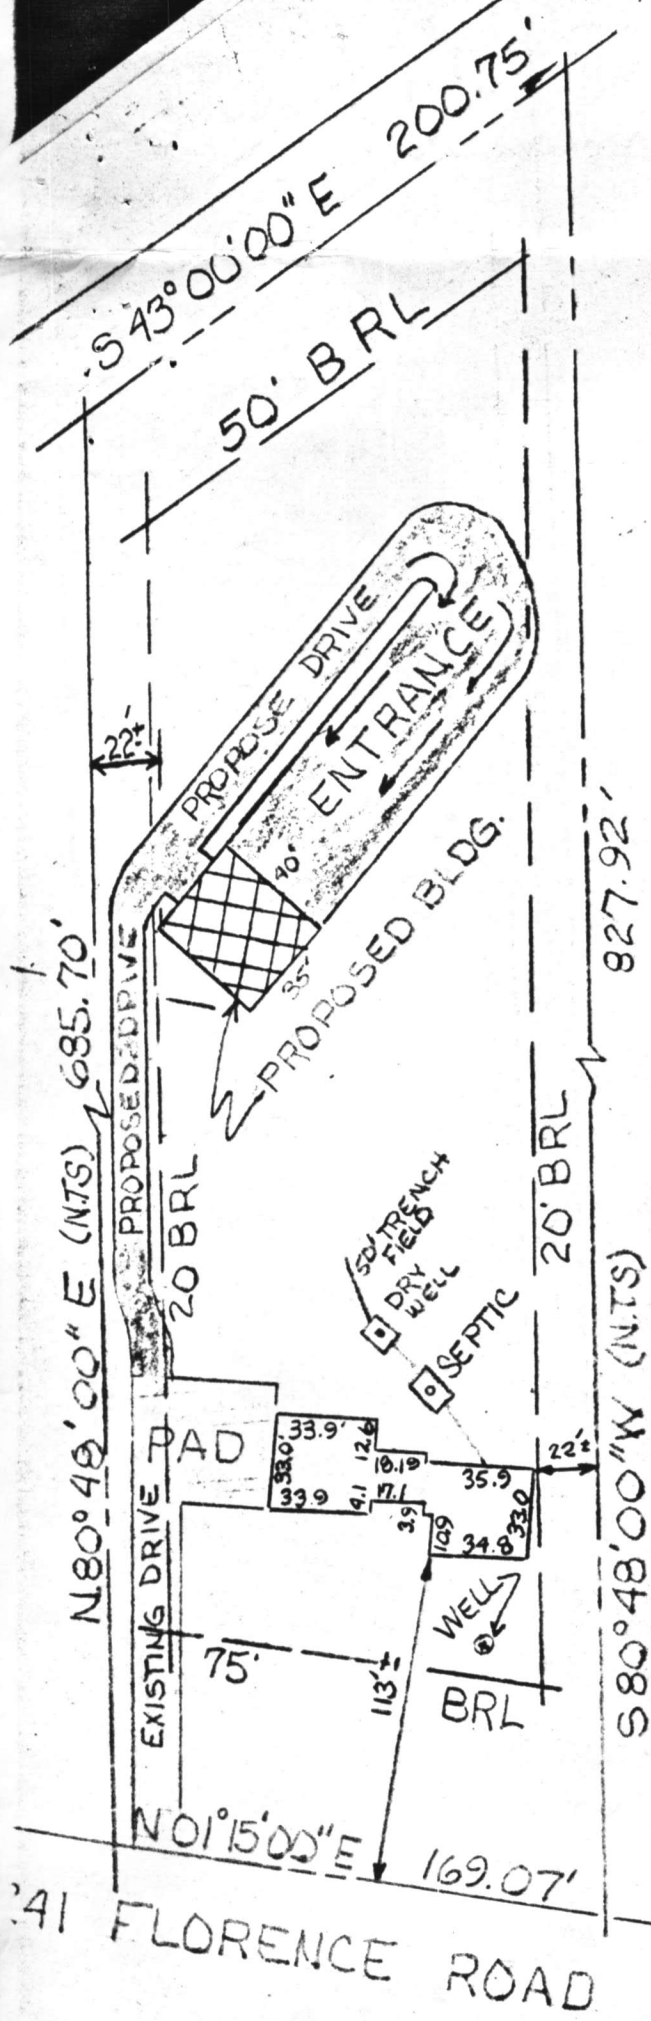 S 43°00'00" E 200.75'
50' BRL
PROPOSE DRIVE
ENTRANCE
22'±
40'
35'
PROPOSED BLDG.
PROPOSED DRIVE
N.80°48'00" E (N.T.S) 685.70'
827.92'
20 BRL
20' BRL
50' TRENCH
FIELD
DRY
WELL
SEPTIC
S 80°48'00" W (N.T.S)
PAD
33.9'
12.6
18.19
35.9
22'±
33.0
33.9
4.1
17.1
3.9
10.9
34.8
33.0
EXISTING DRIVE
WELL
75'
113'±
BRL
N 01°15'00" E 169.07'
41 FLORENCE ROAD